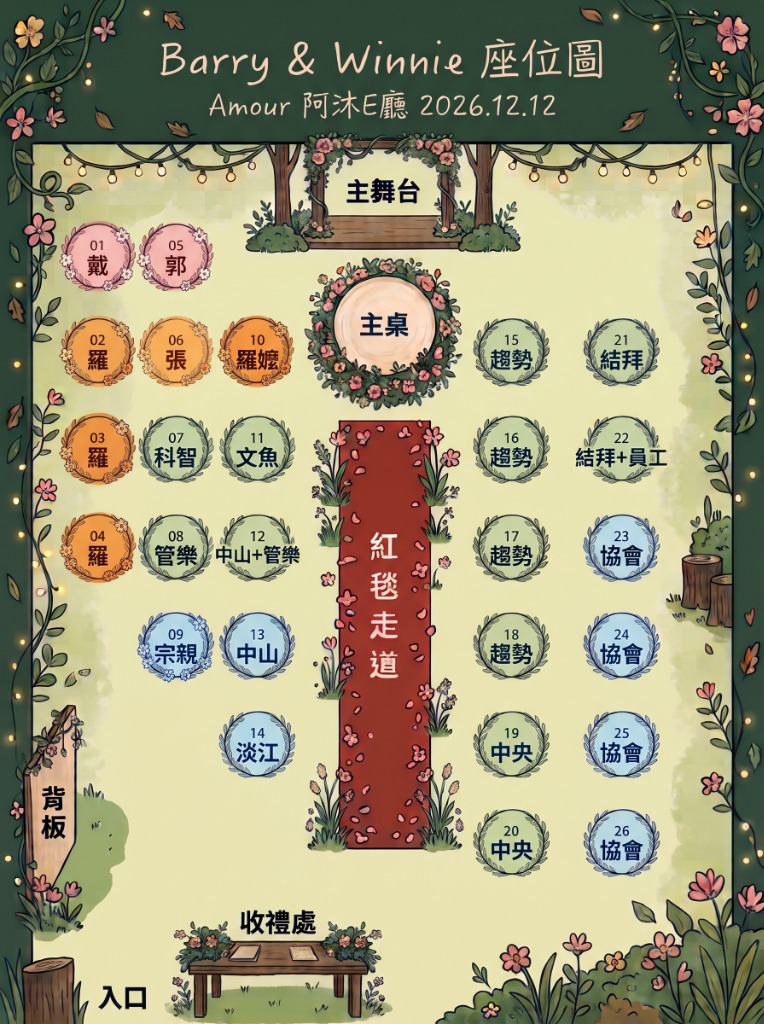 Barry & Winnie 座位圖
Amour 阿沐E廳 2026.12.12
主舞台
主桌
01
戴
05
郭
02
羅
06
張
10
羅嬤
15
趨勢
21
結拜
03
羅
07
科智
11
文魚
16
趨勢
22
結拜+員工
04
羅
08
管樂
12
中山+管樂
17
趨勢
23
協會
09
宗親
13
中山
18
趨勢
24
協會
14
淡江
19
中央
25
協會
20
中央
26
協會
紅毯走道
背板
收禮處
入口